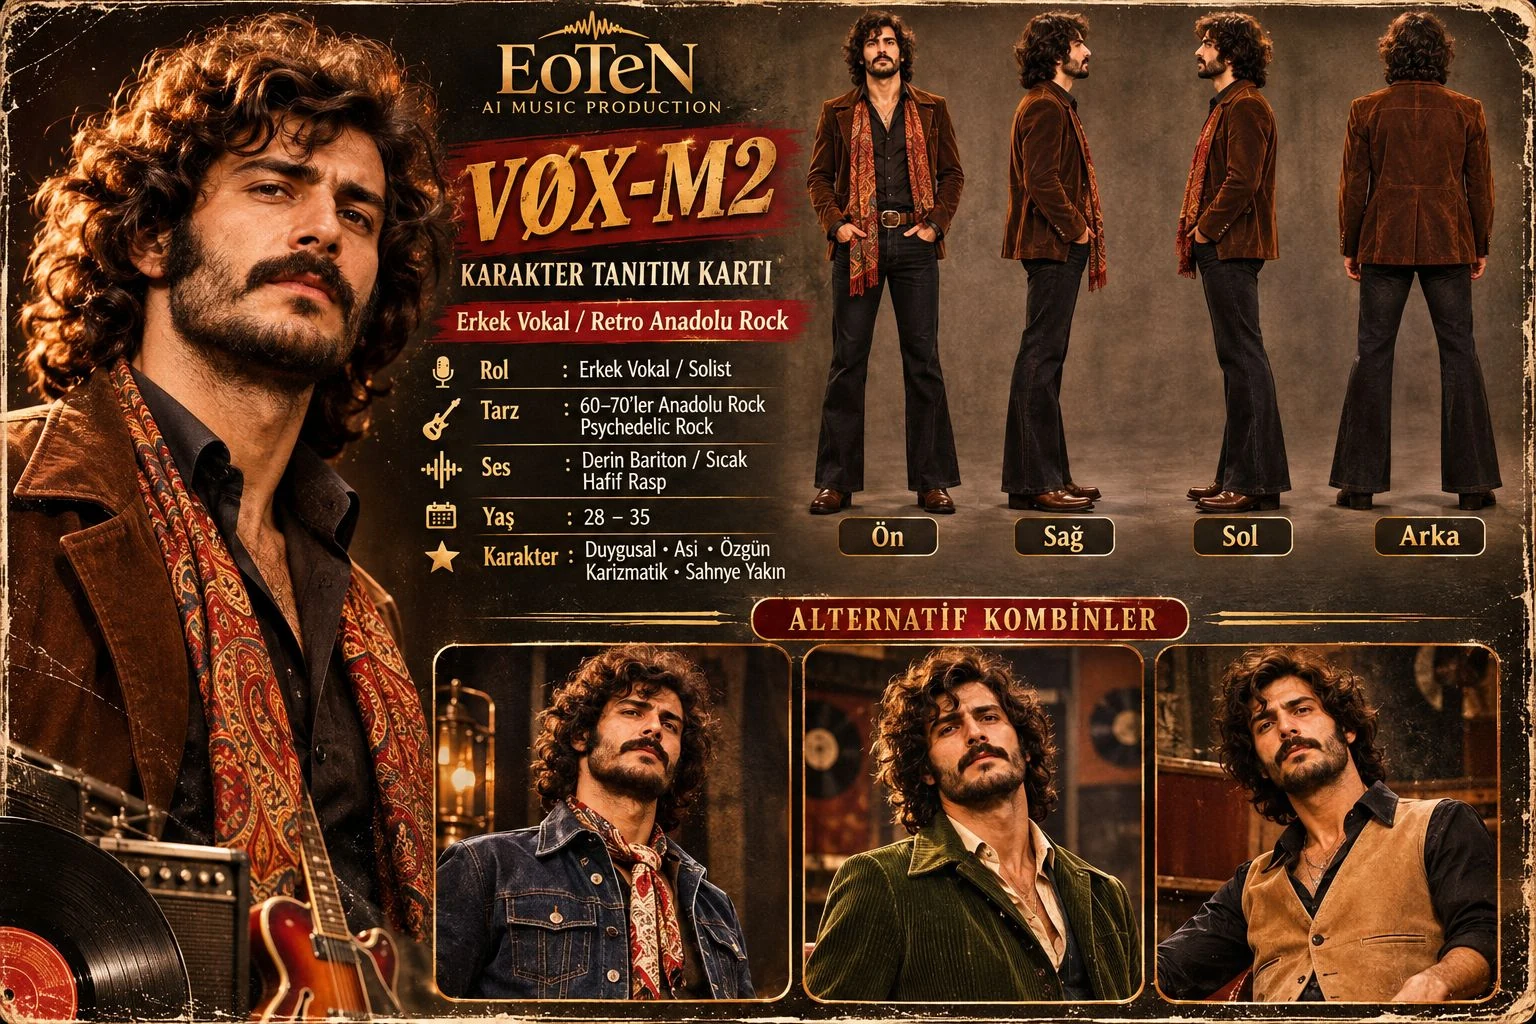 EoTeN
AI MUSIC PRODUCTION
VØX-M2
KARAKTER TANITIM KARTI
Erkek Vokal / Retro Anadolu Rock
Rol : Erkek Vokal / Solist
Tarz : 60–70'ler Anadolu Rock
Psychedelic Rock
Ses : Derin Bariton / Sıcak
Hafif Rasp
Yaş : 28 – 35
Karakter : Duygusal • Asi • Özgün
Karizmatik • Sahnye Yakın
Ön
Sağ
Sol
Arka
ALTERNATİF KOMBİNLER